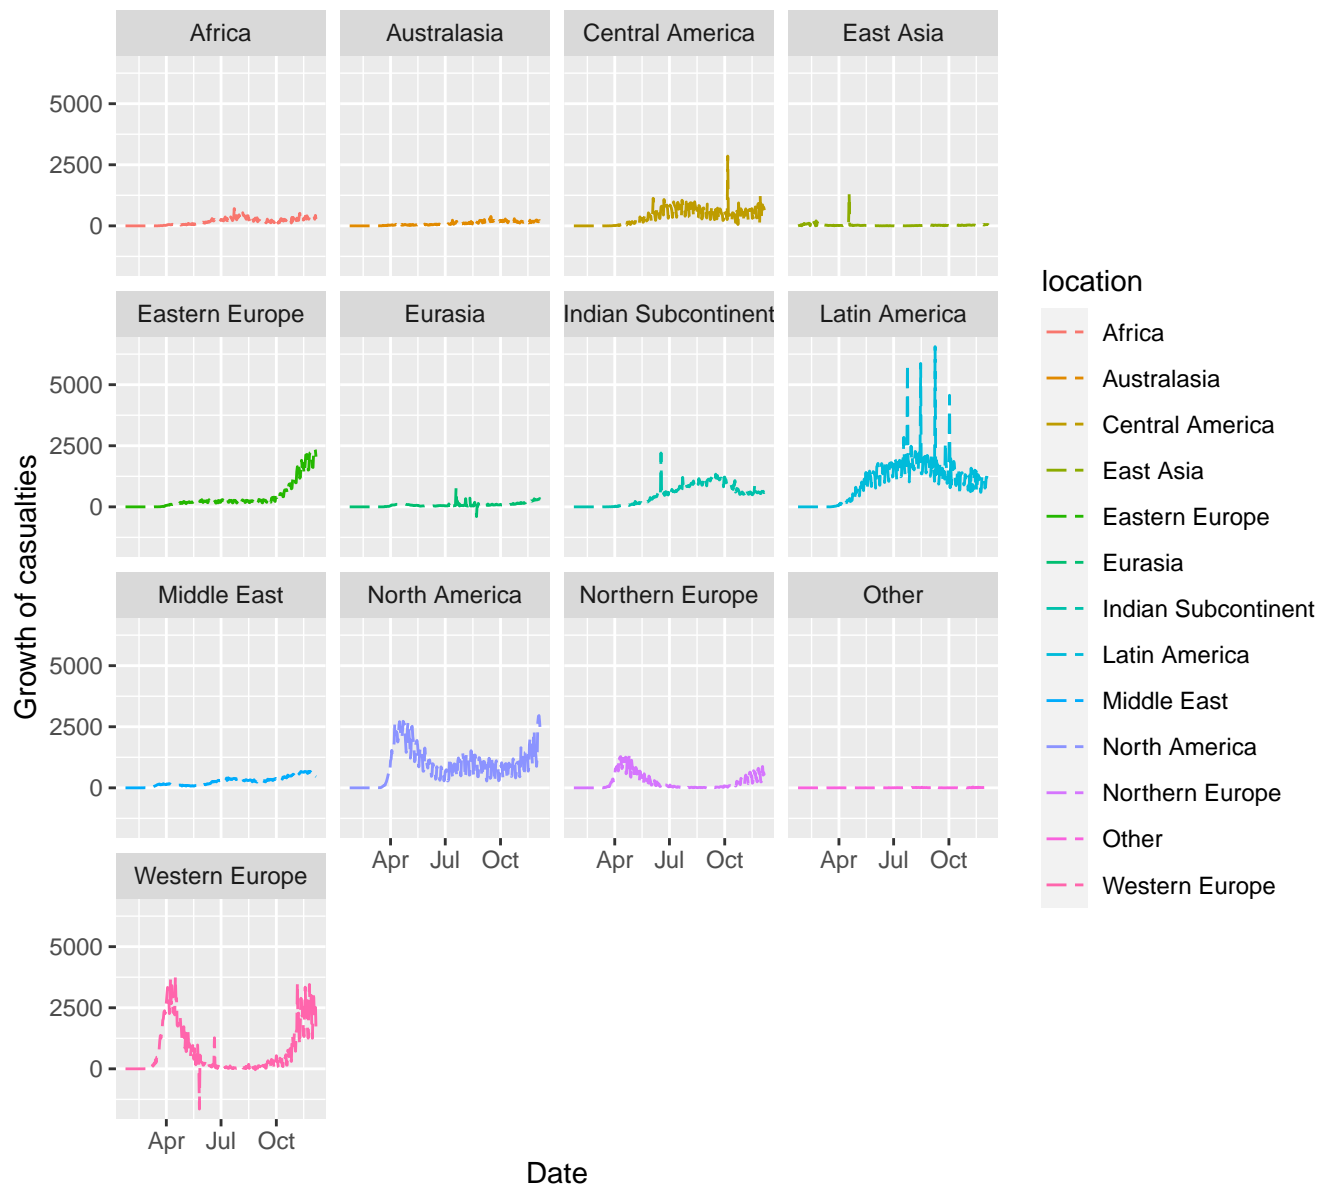 Africa
Australasia
Central America
East Asia
5000
2500
0
Eastern Europe
Eurasia
Indian Subcontinent
Latin America
5000
2500
0
Middle East
North America
Northern Europe
Other
5000
2500
0
Apr Jul Oct
Apr Jul Oct
Apr Jul Oct
Western Europe
5000
2500
0
Apr Jul Oct
Date
Growth of casualties
location
Africa
Australasia
Central America
East Asia
Eastern Europe
Eurasia
Indian Subcontinent
Latin America
Middle East
North America
Northern Europe
Other
Western Europe